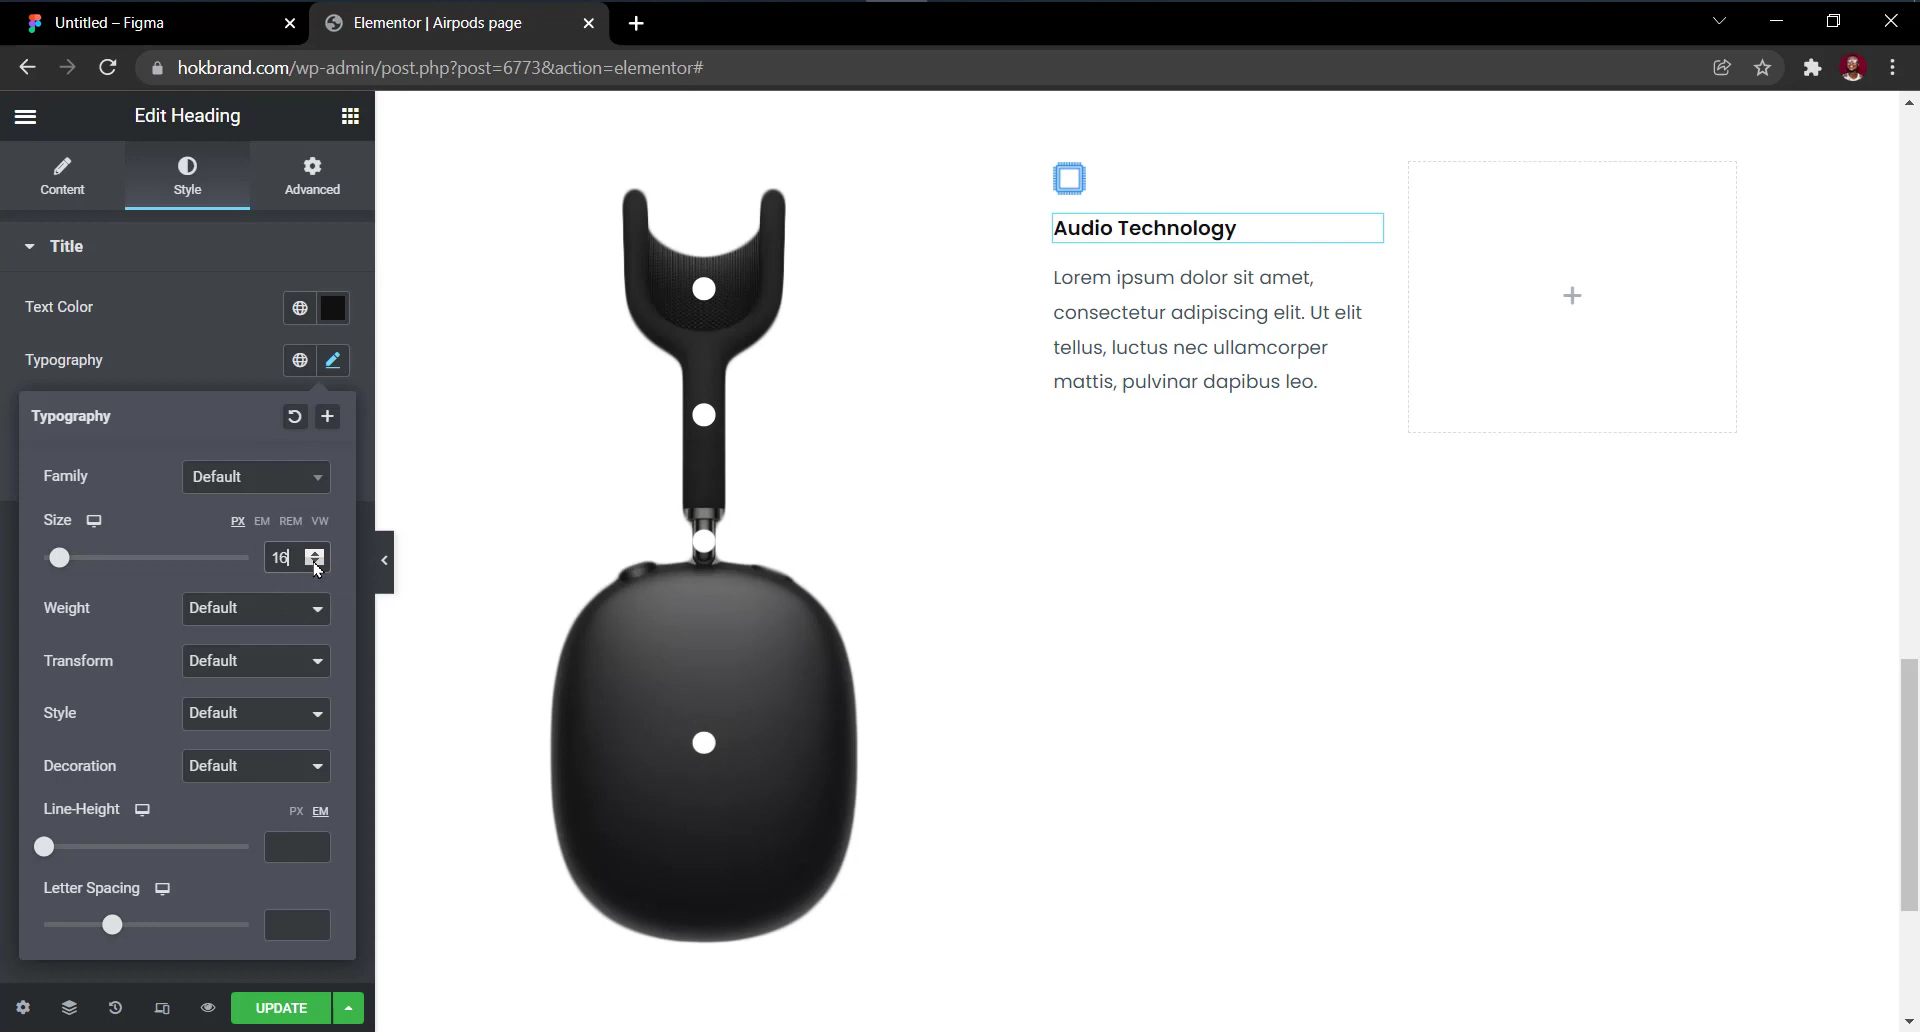 Untitled – Figma
Elementor | Airpods page
hokbrand.com/wp-admin/post.php?post=6773&action=elementor#
Edit Heading
Content
Style
Advanced
Title
Text Color
Typography
Typography
Family
Default
Size
PX EM REM VW
16
Weight
Default
Transform
Default
Style
Default
Decoration
Default
Line-Height
PX EM
Letter Spacing
UPDATE
Audio Technology
Lorem ipsum dolor sit amet,
consectetur adipiscing elit. Ut elit
tellus, luctus nec ullamcorper
mattis, pulvinar dapibus leo.